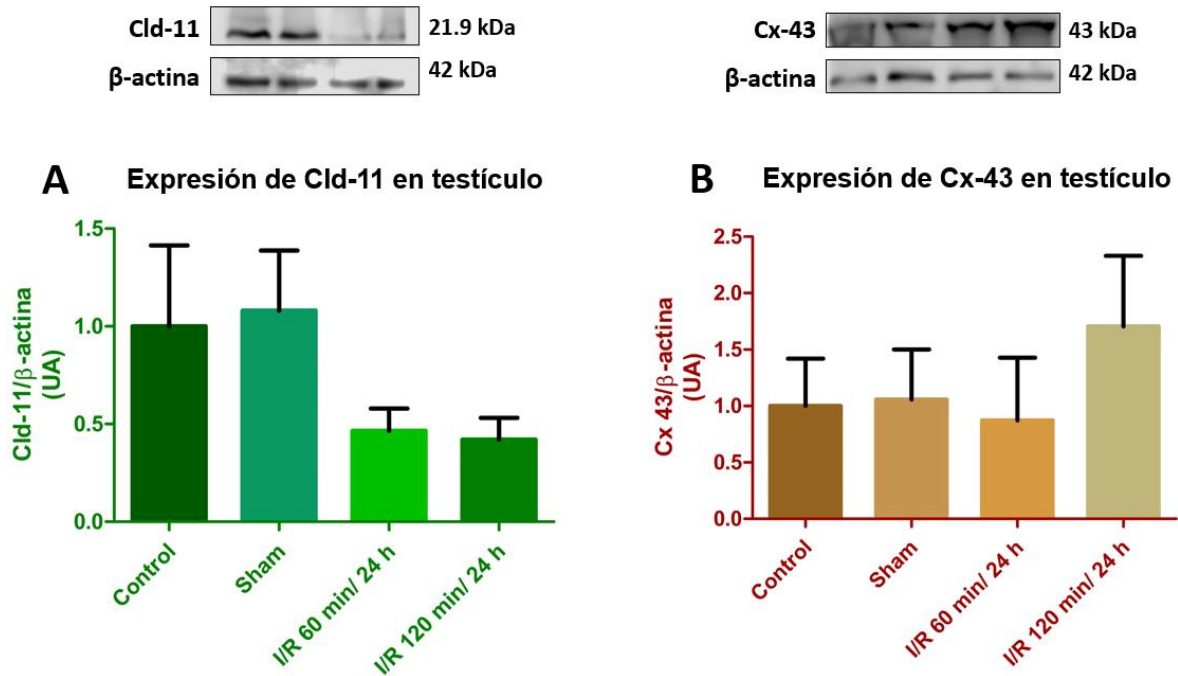 Cld-11
21.9 kDa
β-actina
42 kDa
Cx-43
43 kDa
β-actina
42 kDa
A
Expresión de Cld-11 en testículo
Cld-11/β-actina
(UA)
1.5
1.0
0.5
0.0
Control
Sham
I/R 60 min/ 24 h
I/R 120 min/ 24 h
B
Expresión de Cx-43 en testículo
Cx 43/β-actina
(UA)
2.5
2.0
1.5
1.0
0.5
0.0
Control
Sham
I/R 60 min/ 24 h
I/R 120 min/ 24 h